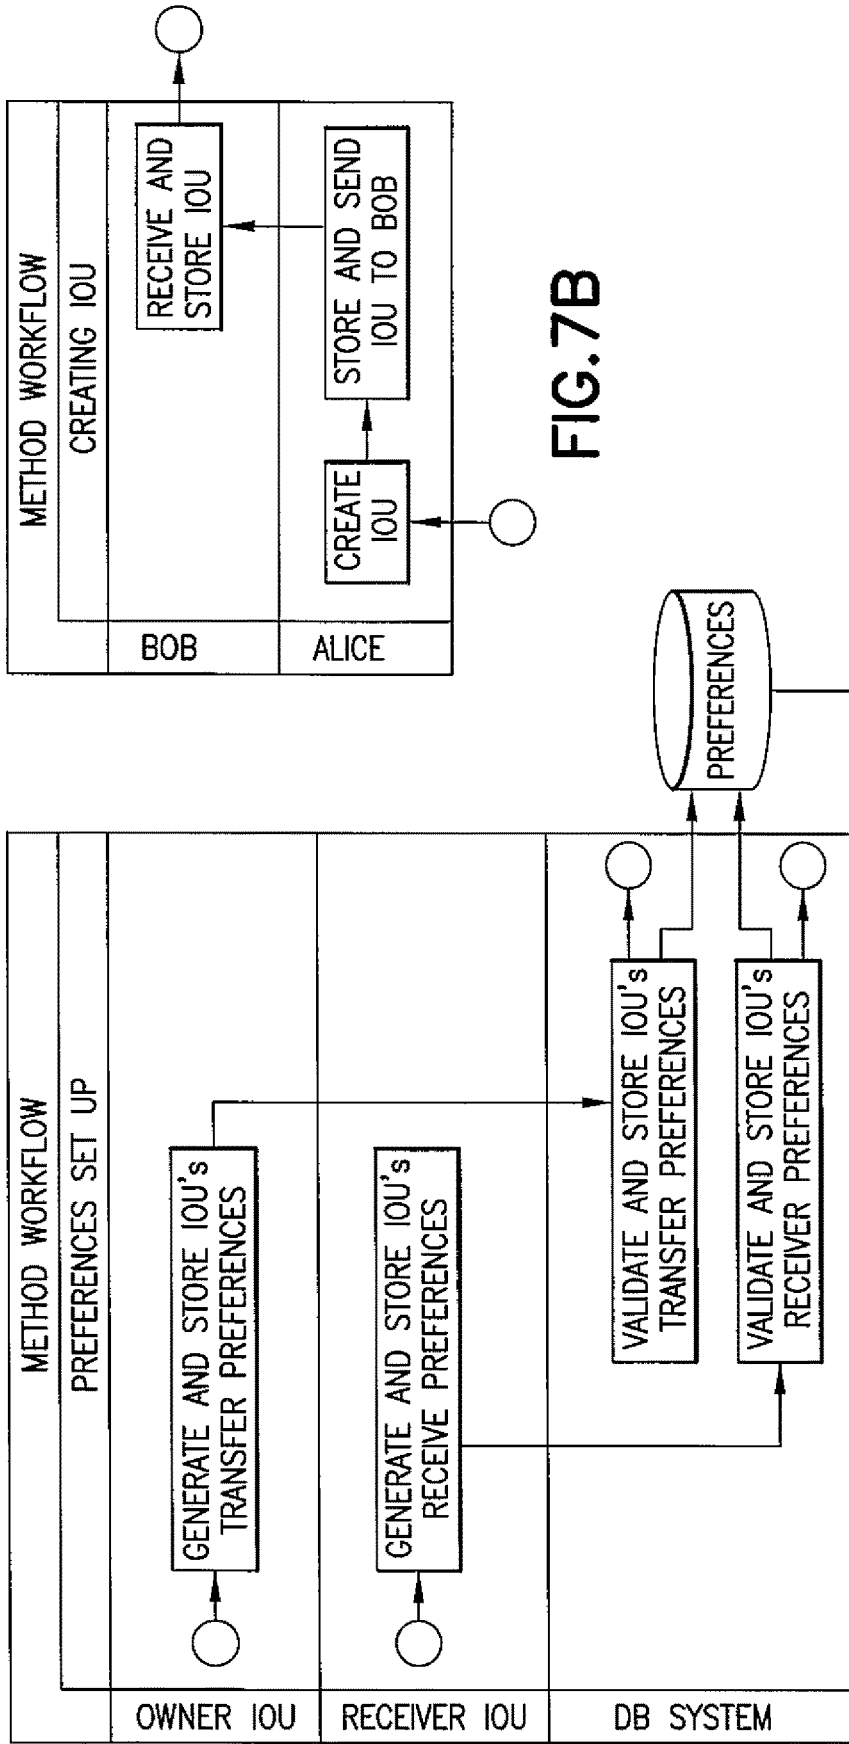 METHOD WORKFLOW
PREFERENCES SET UP
OWNER IOU
GENERATE AND STORE IOU's
TRANSFER PREFERENCES
RECEIVER IOU
GENERATE AND STORE IOU's
RECEIVE PREFERENCES
DB SYSTEM
VALIDATE AND STORE IOU's
TRANSFER PREFERENCES
VALIDATE AND STORE IOU's
RECEIVER PREFERENCES
PREFERENCES
METHOD WORKFLOW
CREATING IOU
BOB
RECEIVE AND
STORE IOU
ALICE
CREATE
IOU
STORE AND SEND
IOU TO BOB
FIG.7B